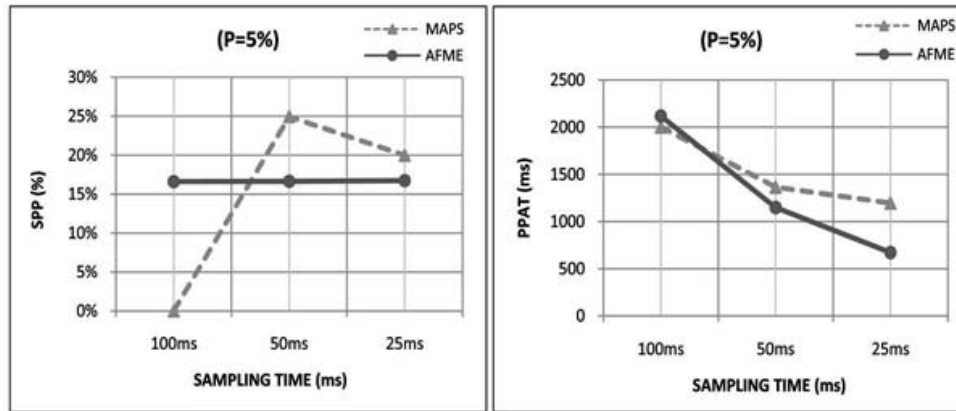 (P=5%)
MAPS
AFME
30%
25%
20%
15%
10%
5%
0%
SPP (%)
100ms
50ms
25ms
SAMPLING TIME (ms)
(P=5%)
MAPS
AFME
2500
2000
1500
1000
500
0
PPAT (ms)
100ms
50ms
25ms
SAMPLING TIME (ms)